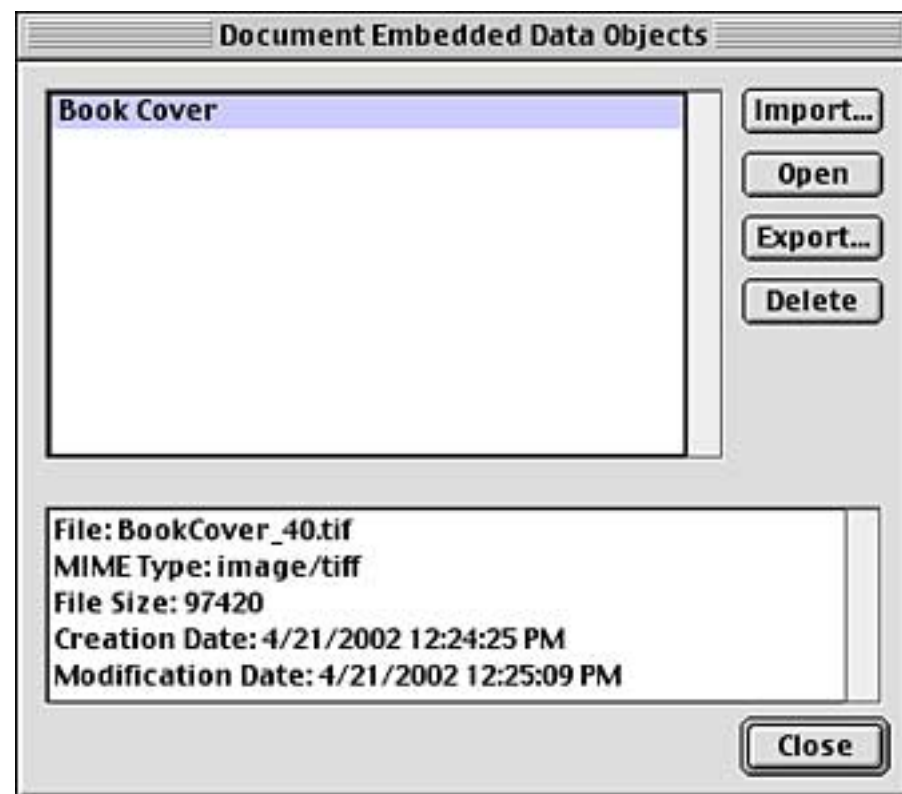 Document Embedded Data Objects
Book Cover
Import...
Open
Export...
Delete
File: BookCover_40.tif
MIME Type: image/tiff
File Size: 97420
Creation Date: 4/21/2002 12:24:25 PM
Modification Date: 4/21/2002 12:25:09 PM
Close